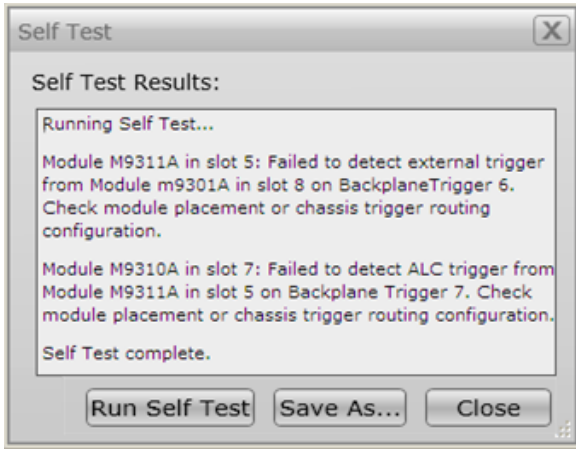 Self Test
Self Test Results:
Running Self Test...
Module M9311A in slot 5: Failed to detect external trigger
from Module m9301A in slot 8 on BackplaneTrigger 6.
Check module placement or chassis trigger routing
configuration.
Module M9310A in slot 7: Failed to detect ALC trigger from
Module M9311A in slot 5 on Backplane Trigger 7. Check
module placement or chassis trigger routing configuration.
Self Test complete.
Run Self Test Save As... Close